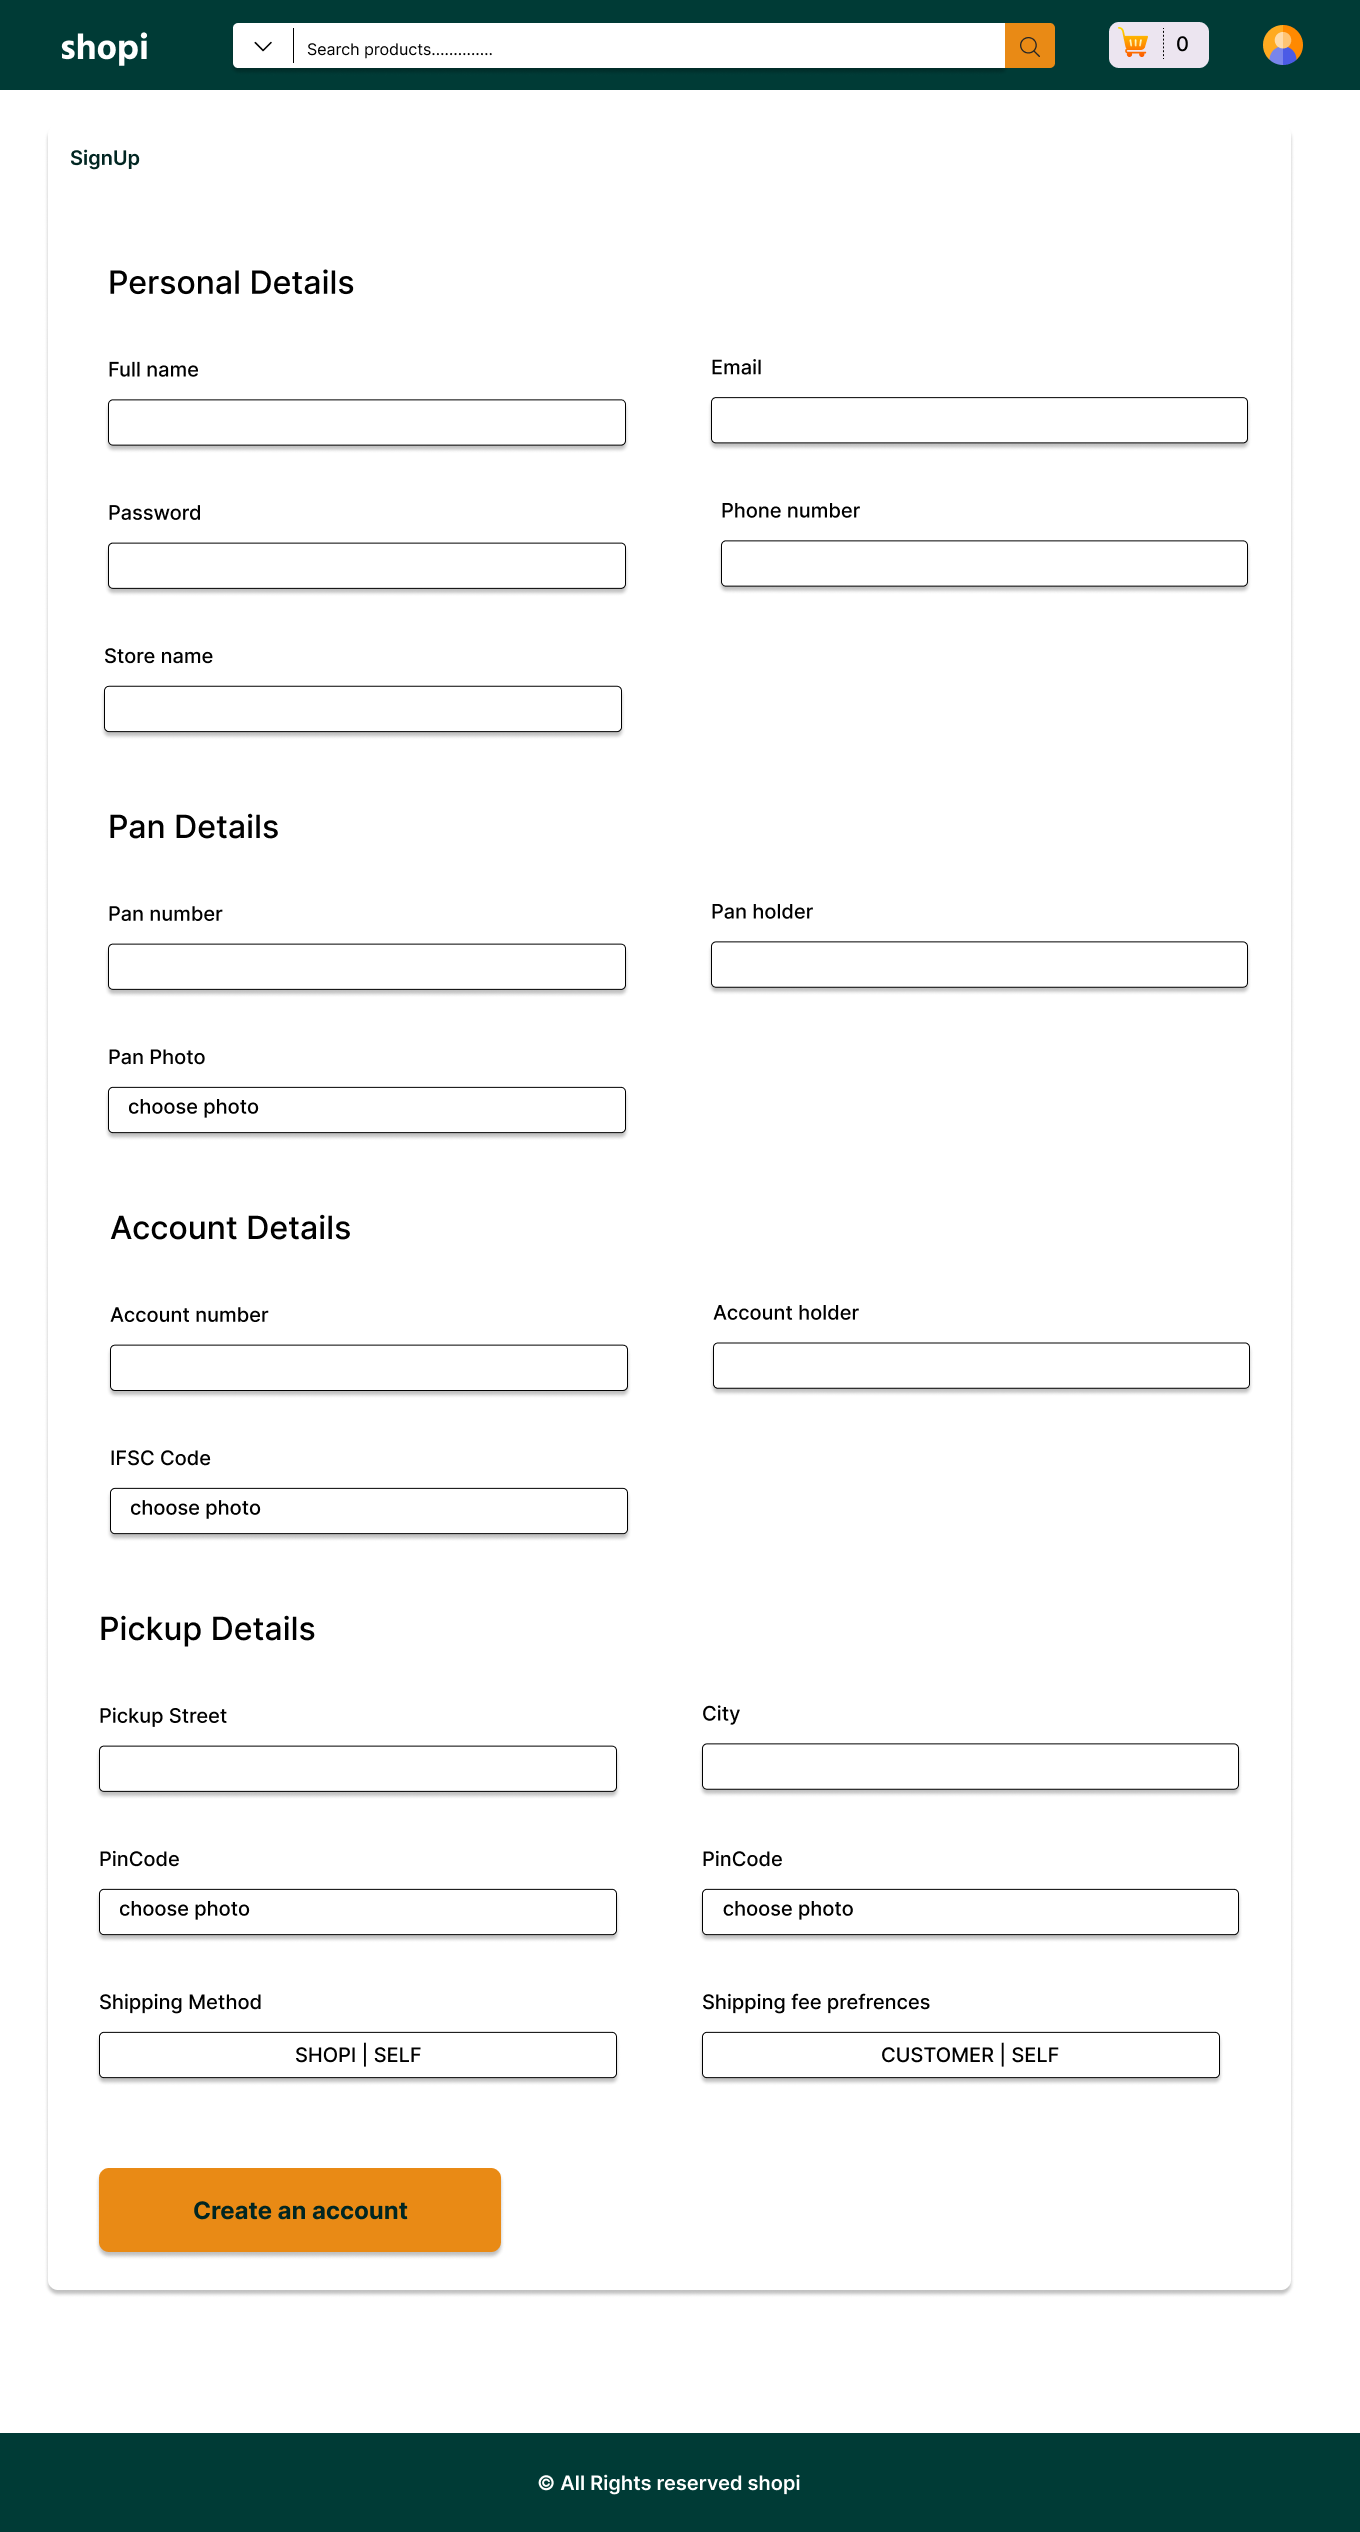 shopi
Search products..............
0
SignUp
Personal Details
Full name
Email
Password
Phone number
Store name
Pan Details
Pan number
Pan holder
Pan Photo
choose photo
Account Details
Account number
Account holder
IFSC Code
choose photo
Pickup Details
Pickup Street
City
PinCode
PinCode
choose photo
choose photo
Shipping Method
Shipping fee prefrences
SHOPI | SELF
CUSTOMER | SELF
Create an account
© All Rights reserved shopi